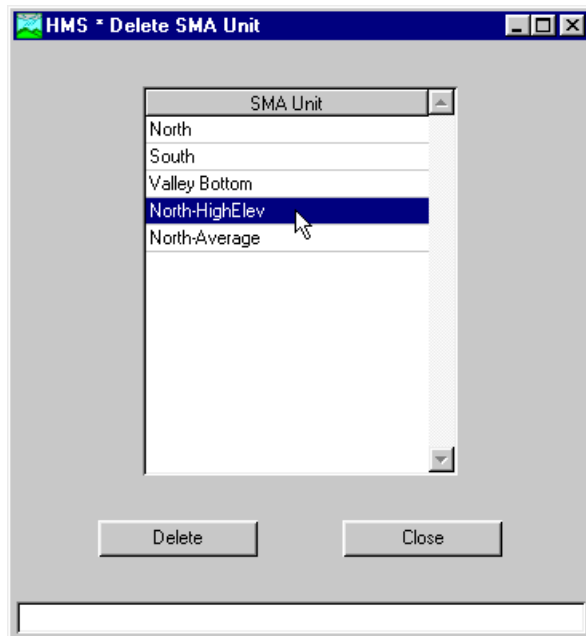 HMS * Delete SMA Unit
SMA Unit
North
South
Valley Bottom
North-HighElev
North-Average
Delete Close